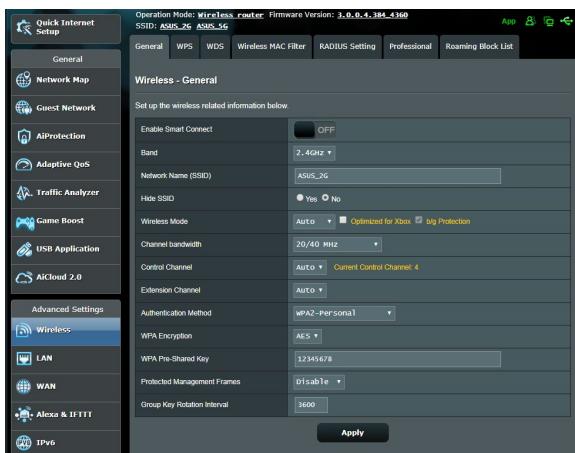 Quick Internet
Setup
Operation Mode: Wireless router Firmware Version: 3.0.0.4.384_4360
SSID: ASUS_2G ASUS_5G
App
General
Network Map
Guest Network
AiProtection
Adaptive QoS
Traffic Analyzer
Game Boost
USB Application
AiCloud 2.0
Advanced Settings
Wireless
LAN
WAN
Alexa & IFTTT
IPv6
General WPS WDS Wireless MAC Filter RADIUS Setting Professional Roaming Block List
Wireless - General
Set up the wireless related information below.
Enable Smart Connect OFF
Band 2.4GHz
Network Name (SSID) ASUS_2G
Hide SSID Yes No
Wireless Mode Auto Optimized for Xbox b/g Protection
Channel bandwidth 20/40 MHz
Control Channel Auto Current Control Channel: 4
Extension Channel Auto
Authentication Method WPA2-Personal
WPA Encryption AES
WPA Pre-Shared Key 12345678
Protected Management Frames Disable
Group Key Rotation Interval 3600
Apply